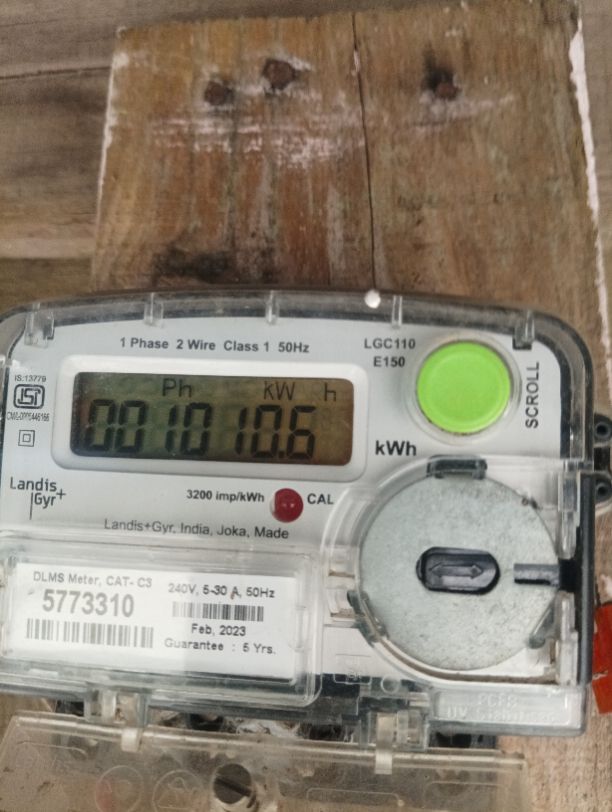 1 Phase 2 Wire Class 1 50Hz
LGC110
E150
SCROLL
IS:13779
Ph kW h
001010.6
kWh
Landis+
Gyr
3200 imp/kWh
CAL
Landis+Gyr, India, Joka, Made
DLMS Meter, CAT- C3
5773310
240V, 5-30 A, 50Hz
Feb, 2023
Guarantee : 5 Yrs.